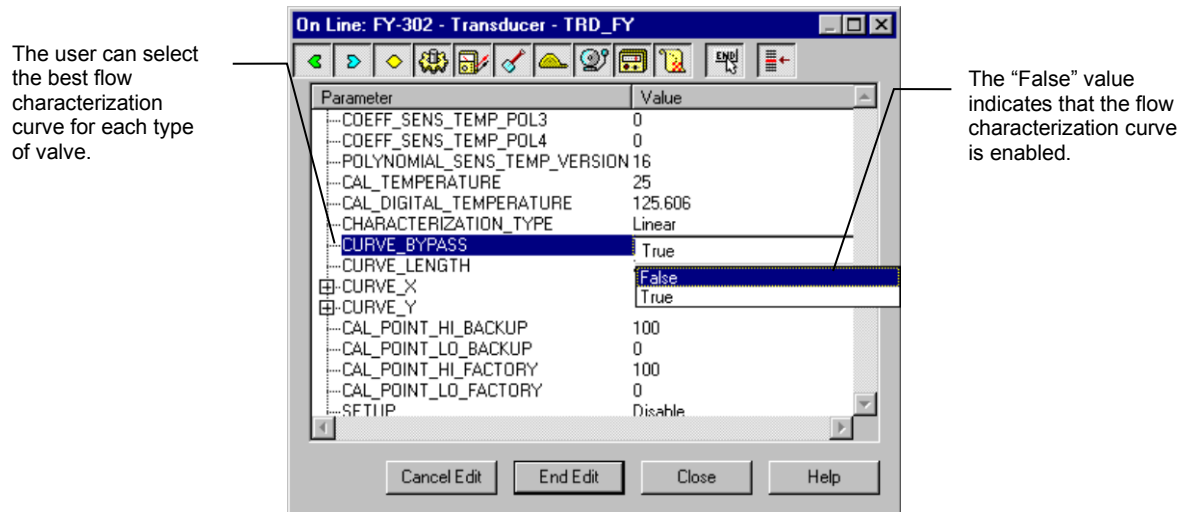 On Line: FY-302 - Transducer - TRD_FY
The user can select
the best flow
characterization
curve for each type
of valve.
END
Parameter Value
COEFF_SENS_TEMP_POL3 0
COEFF_SENS_TEMP_POL4 0
POLYNOMIAL_SENS_TEMP_VERSION 16
CAL_TEMPERATURE 25
CAL_DIGITAL_TEMPERATURE 125.606
CHARACTERIZATION_TYPE Linear
CURVE_BYPASS True
CURVE_LENGTH
False
True
CURVE_X
CURVE_Y
CAL_POINT_HI_BACKUP 100
CAL_POINT_LO_BACKUP 0
CAL_POINT_HI_FACTORY 100
CAL_POINT_LO_FACTORY 0
SETUP Disable
The “False” value
indicates that the flow
characterization curve
is enabled.
Cancel Edit End Edit Close Help